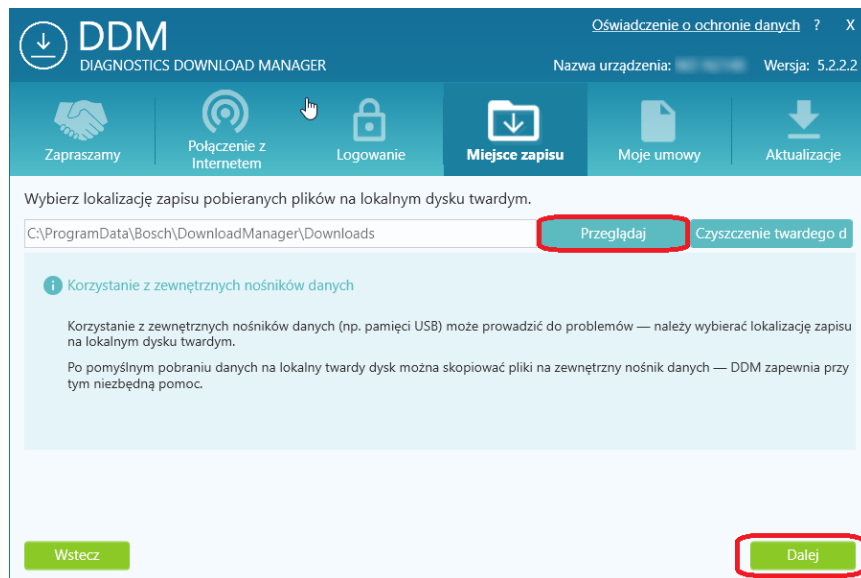 Oświadczenie o ochronie danych ? X
DDM
DIAGNOSTICS DOWNLOAD MANAGER
Nazwa urządzenia: Wersja: 5.2.2.2
Zapraszamy
Połączenie z
Internetem
Logowanie
Miejsce zapisu
Moje umowy
Aktualizacje
Wybierz lokalizację zapisu pobieranych plików na lokalnym dysku twardym.
C:\ProgramData\Bosch\DownloadManager\Downloads
Przeglądaj
Czyszczenie twardego d
Korzystanie z zewnętrznych nośników danych
Korzystanie z zewnętrznych nośników danych (np. pamięci USB) może prowadzić do problemów — należy wybierać lokalizację zapisu
na lokalnym dysku twardym.
Po pomyślnym pobraniu danych na lokalny twardy dysk można skopiować pliki na zewnętrzny nośnik danych — DDM zapewnia przy
tym niezbędną pomoc.
Wstecz
Dalej